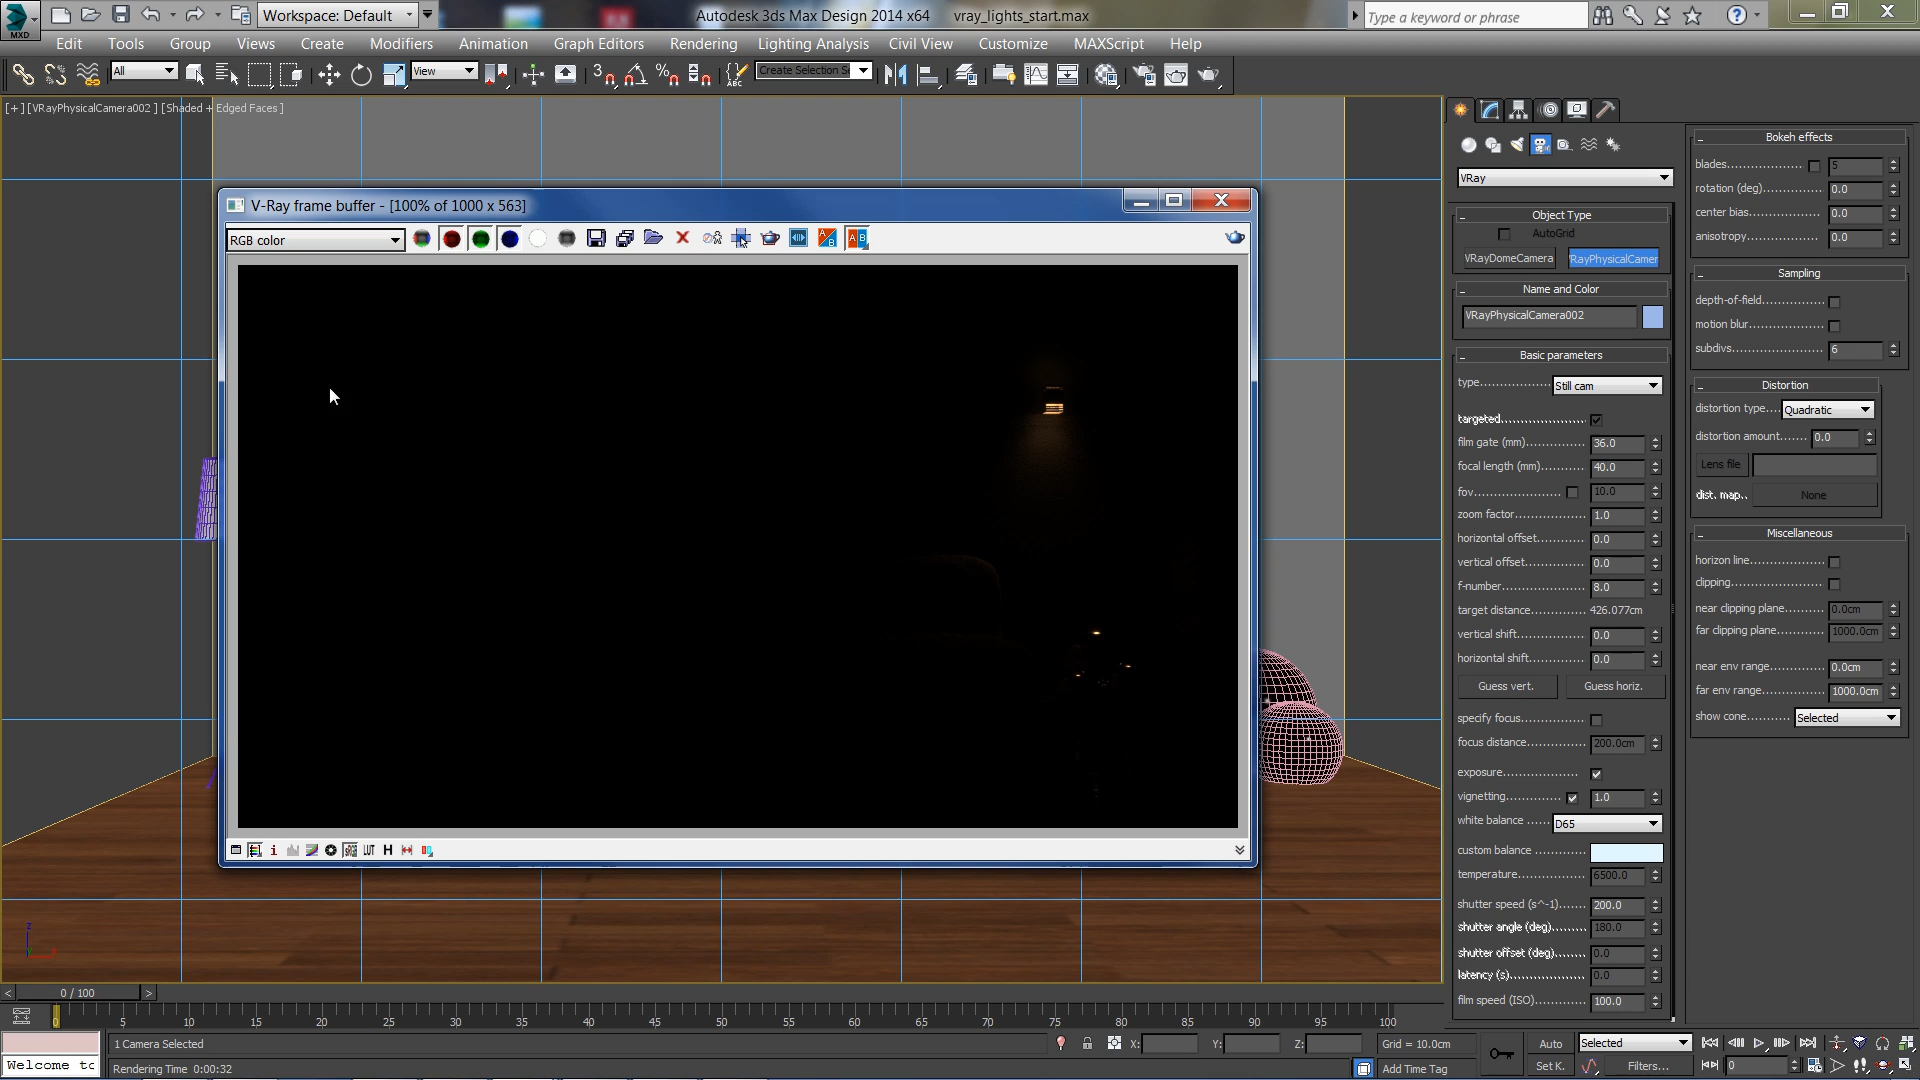 Workspace: Default
Autodesk 3ds Max Design 2014 x64 vray_lights_start.max
Type a keyword or phrase
MXD
Edit Tools Group Views Create Modifiers Animation Graph Editors Rendering Lighting Analysis Civil View Customize MAXScript Help
All View Create Selection Se
[+] [VRayPhysicalCamera002 ] [Shaded + Edged Faces ]
V-Ray frame buffer - [100% of 1000 x 563]
RGB color
LUT H
VRay
Object Type
AutoGrid
VRayDomeCamera RayPhysicalCamer
Name and Color
VRayPhysicalCamera002
Basic parameters
type Still cam
targeted
film gate (mm) 36.0
focal length (mm) 40.0
fov 10.0
zoom factor 1.0
horizontal offset 0.0
vertical offset 0.0
f-number 8.0
target distance 426.077cm
vertical shift 0.0
horizontal shift 0.0
Guess vert. Guess horiz.
specify focus
focus distance 200.0cm
exposure
vignetting 1.0
white balance D65
custom balance
temperature 6500.0
shutter speed (s^-1) 200.0
shutter angle (deg) 180.0
shutter offset (deg) 0.0
latency (s) 0.0
film speed (ISO) 100.0
Bokeh effects
blades 5
rotation (deg) 0.0
center bias 0.0
anisotropy 0.0
Sampling
depth-of-field
motion blur
subdivs 6
Distortion
distortion type Quadratic
distortion amount 0.0
Lens file
dist. map None
Miscellaneous
horizon line
clipping
near clipping plane 0.0cm
far clipping plane 1000.0cm
near env range 0.0cm
far env range 1000.0cm
show cone Selected
0 / 100
0 5 10 15 20 25 30 35 40 45 50 55 60 65 70 75 80 85 90 95 100
1 Camera Selected X: Y: Z: Grid = 10.0cm Auto Selected
Welcome to Rendering Time 0:00:32 Add Time Tag Set K. Filters... 0